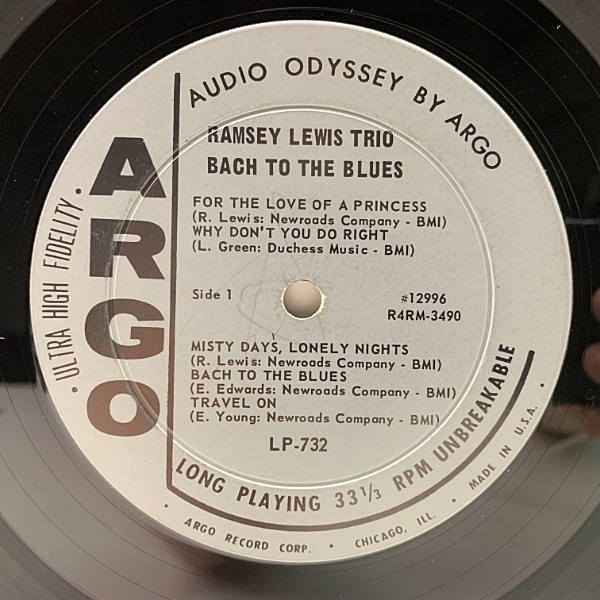 AUDIO ODYSSEY BY ARGO
ARGO
• ULTRA HIGH FIDELITY •
RAMSEY LEWIS TRIO
BACH TO THE BLUES
FOR THE LOVE OF A PRINCESS
(R. Lewis: Newroads Company - BMI)
WHY DON'T YOU DO RIGHT
(L. Green: Duchess Music - BMI)
Side 1
#12996
R4RM-3490
MISTY DAYS, LONELY NIGHTS
(R. Lewis: Newroads Company - BMI)
BACH TO THE BLUES
(E. Edwards: Newroads Company - BMI)
TRAVEL ON
(E. Young: Newroads Company - BMI)
LP-732
LONG PLAYING 33 1/3 RPM UNBREAKABLE
• ARGO RECORD CORP. • CHICAGO, ILL. • MADE IN U.S.A. •